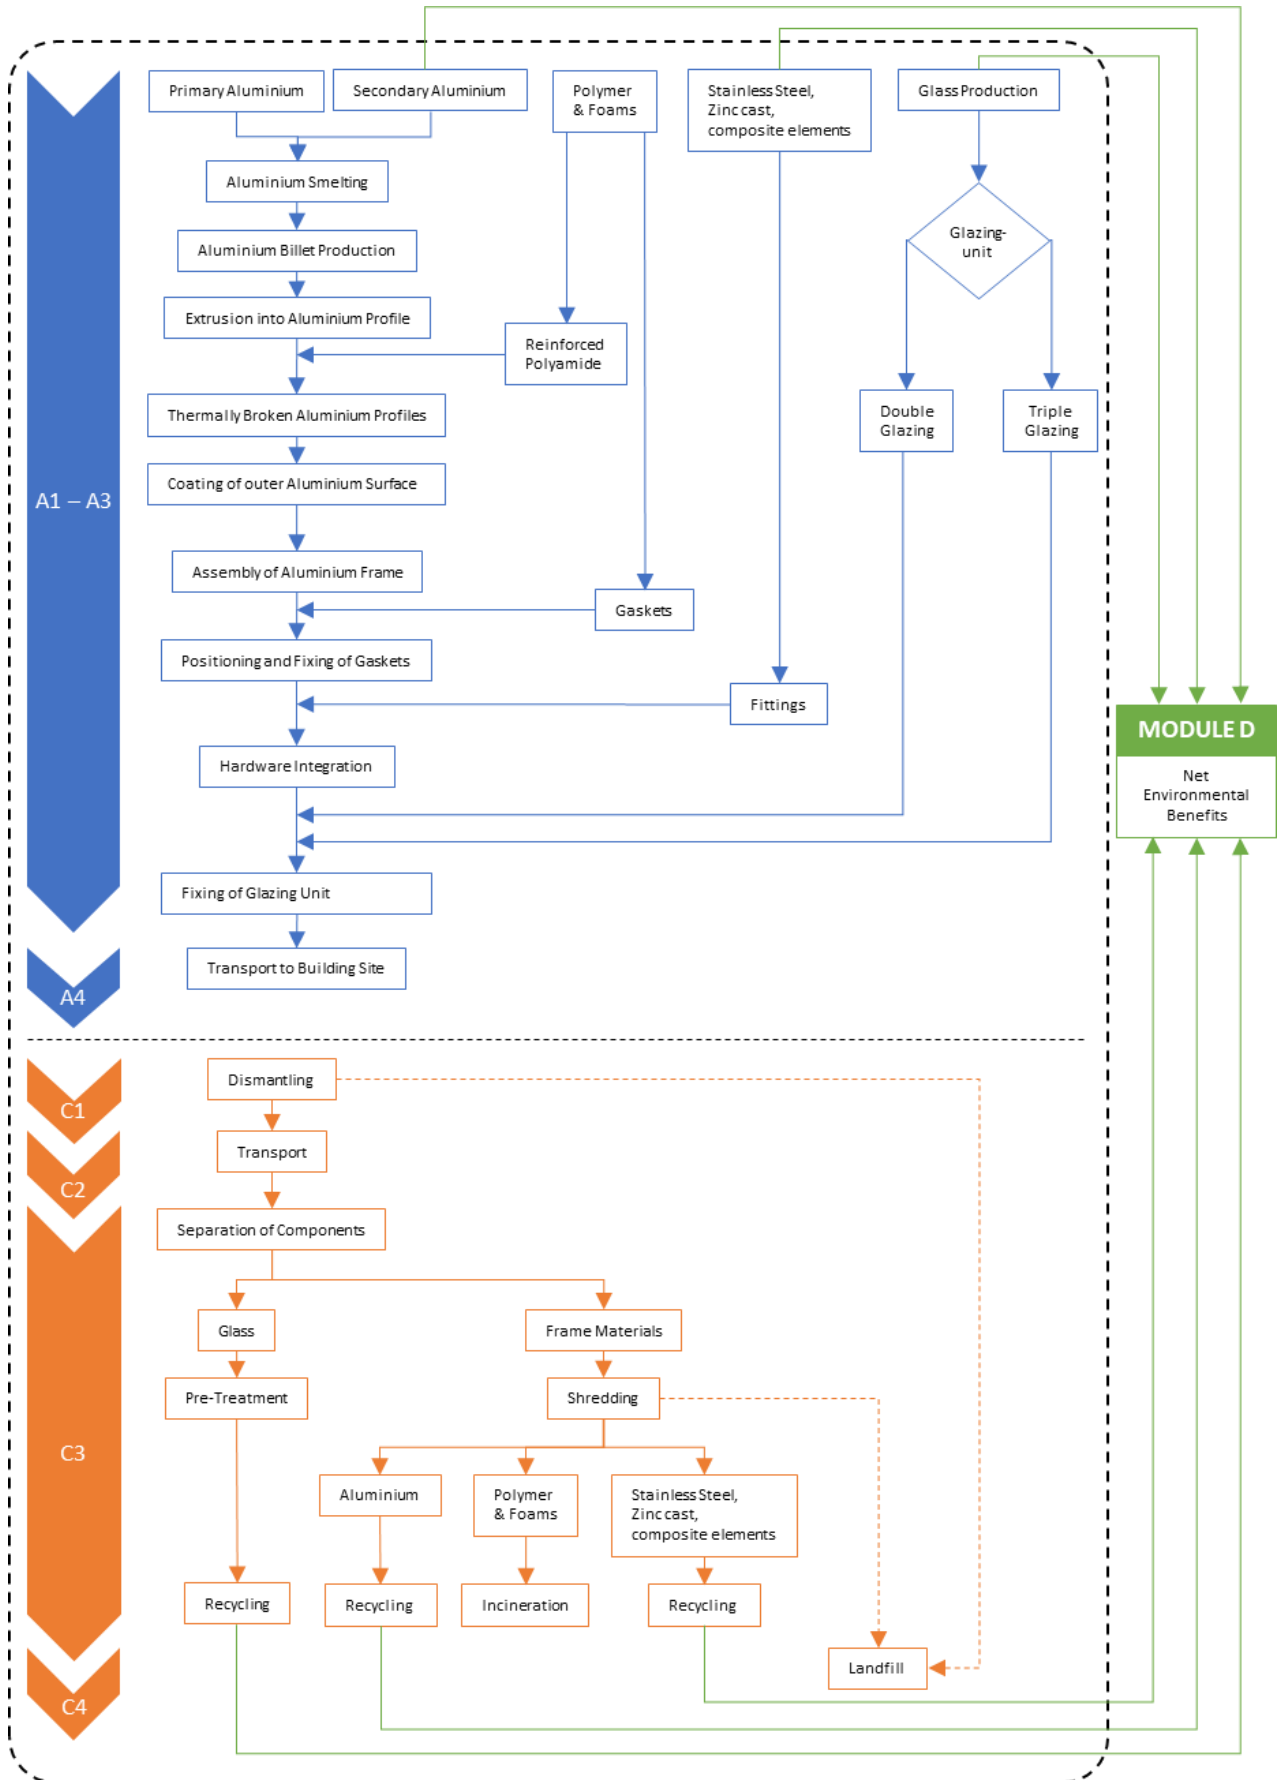 Primary Aluminium
Secondary Aluminium
Polymer
& Foams
Stainless Steel,
Zinc cast,
composite elements
Glass Production
Aluminium Smelting
Aluminium Billet Production
Glazing-
unit
Extrusion into Aluminium Profile
Reinforced
Polyamide
Thermally Broken Aluminium Profiles
Double
Glazing
Triple
Glazing
Coating of outer Aluminium Surface
A1 – A3
Assembly of Aluminium Frame
Gaskets
Positioning and Fixing of Gaskets
Fittings
MODULE D
Net
Environmental
Benefits
Hardware Integration
Fixing of Glazing Unit
Transport to Building Site
A4
Dismantling
C1
Transport
C2
Separation of Components
Glass
Frame Materials
Pre-Treatment
Shredding
C3
Aluminium
Polymer
& Foams
Stainless Steel,
Zinc cast,
composite elements
Recycling
Recycling
Incineration
Recycling
Landfill
C4